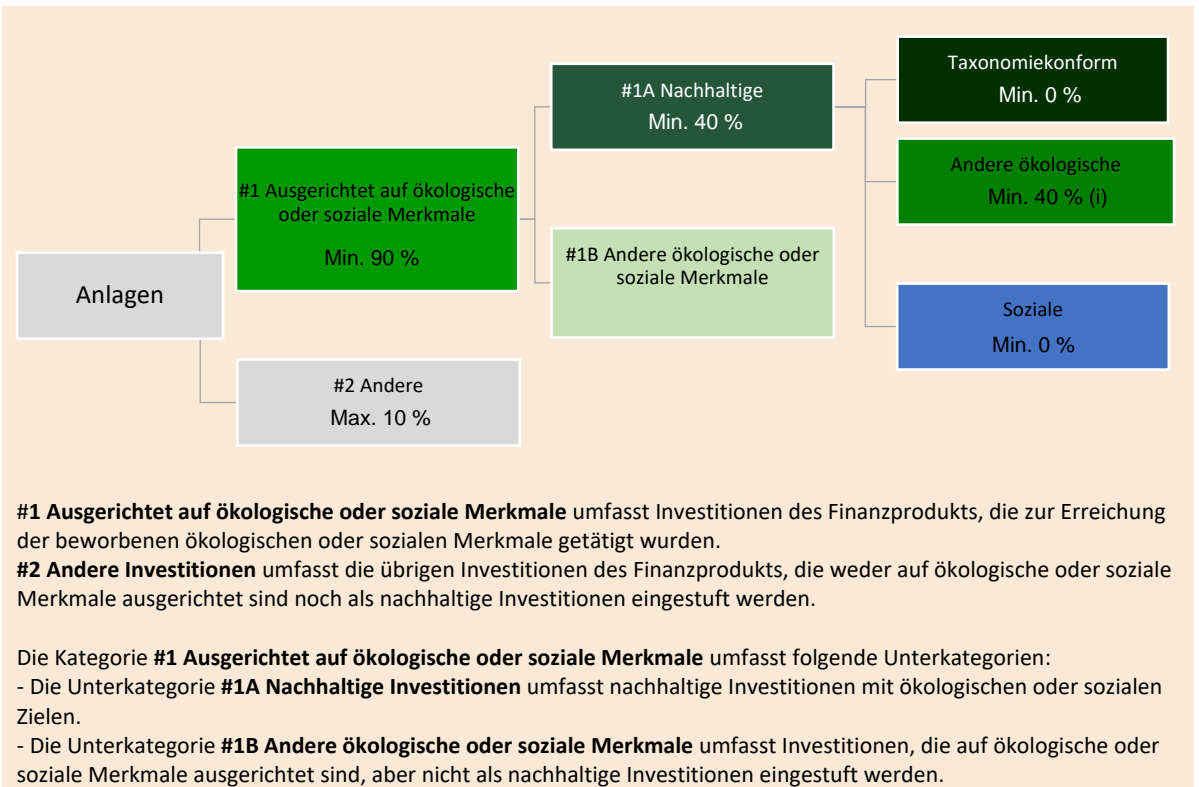 Taxonomiekonform
Min. 0 %
#1A Nachhaltige
Min. 40 %
Andere ökologische
Min. 40 % (i)
#1 Ausgerichtet auf ökologische
oder soziale Merkmale
Min. 90 %
#1B Andere ökologische oder
soziale Merkmale
Anlagen
Soziale
Min. 0 %
#2 Andere
Max. 10 %
#1 Ausgerichtet auf ökologische oder soziale Merkmale umfasst Investitionen des Finanzprodukts, die zur Erreichung
der beworbenen ökologischen oder sozialen Merkmale getätigt wurden.
#2 Andere Investitionen umfasst die übrigen Investitionen des Finanzprodukts, die weder auf ökologische oder soziale
Merkmale ausgerichtet sind noch als nachhaltige Investitionen eingestuft werden.
Die Kategorie #1 Ausgerichtet auf ökologische oder soziale Merkmale umfasst folgende Unterkategorien:
- Die Unterkategorie #1A Nachhaltige Investitionen umfasst nachhaltige Investitionen mit ökologischen oder sozialen
Zielen.
- Die Unterkategorie #1B Andere ökologische oder soziale Merkmale umfasst Investitionen, die auf ökologische oder
soziale Merkmale ausgerichtet sind, aber nicht als nachhaltige Investitionen eingestuft werden.